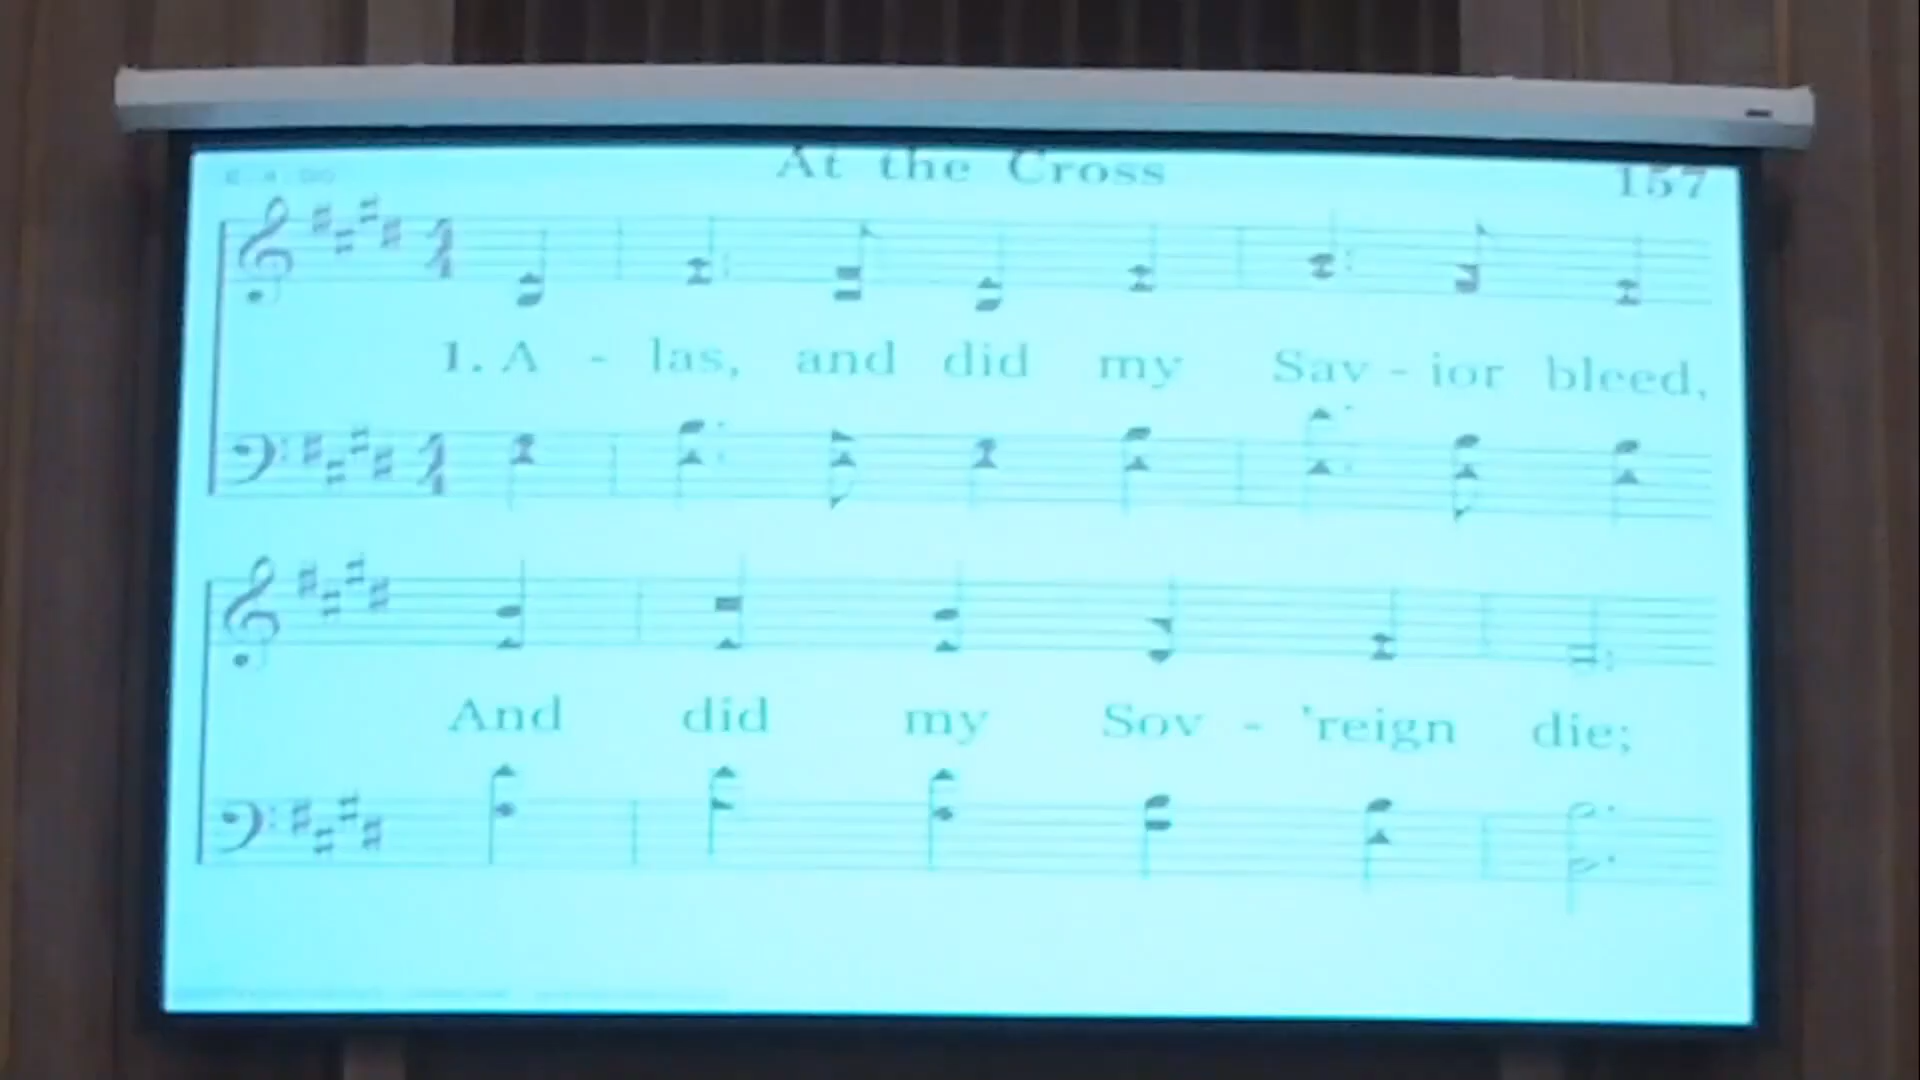 At the Cross 157
1. A - las, and did my Sav - ior bleed,
And did my Sov - 'reign die;